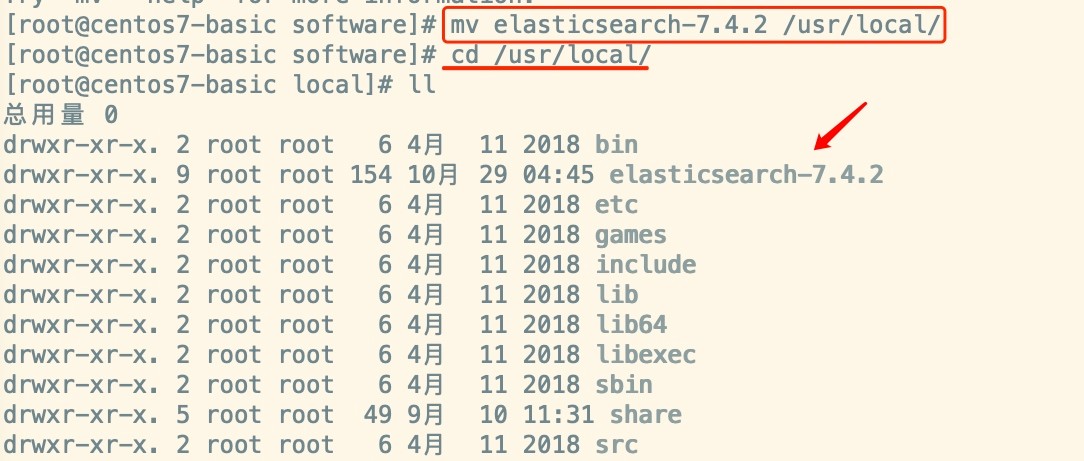 Try 'mv --help' for more information.
[root@centos7-basic software]# mv elasticsearch-7.4.2 /usr/local/
[root@centos7-basic software]# cd /usr/local/
[root@centos7-basic local]# ll
总用量 0
drwxr-xr-x. 2 root root   6 4月  11 2018 bin
drwxr-xr-x. 9 root root 154 10月 29 04:45 elasticsearch-7.4.2
drwxr-xr-x. 2 root root   6 4月  11 2018 etc
drwxr-xr-x. 2 root root   6 4月  11 2018 games
drwxr-xr-x. 2 root root   6 4月  11 2018 include
drwxr-xr-x. 2 root root   6 4月  11 2018 lib
drwxr-xr-x. 2 root root   6 4月  11 2018 lib64
drwxr-xr-x. 2 root root   6 4月  11 2018 libexec
drwxr-xr-x. 2 root root   6 4月  11 2018 sbin
drwxr-xr-x. 5 root root  49 9月  10 11:31 share
drwxr-xr-x. 2 root root   6 4月  11 2018 src